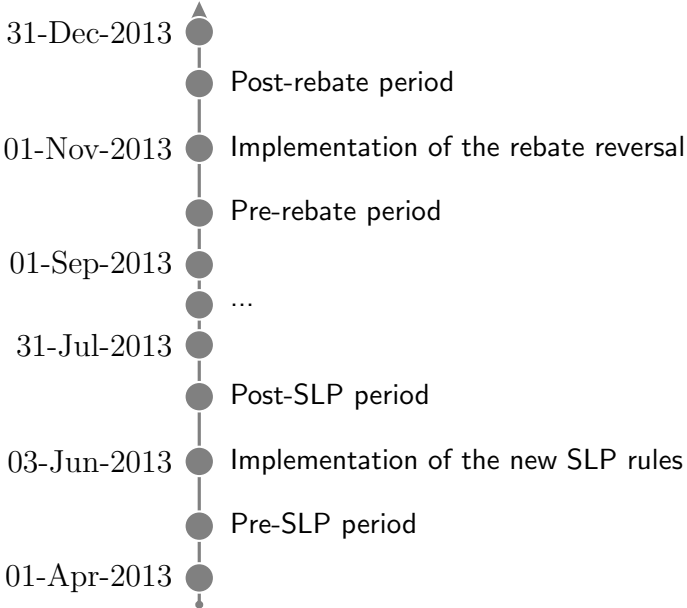 31-Dec-2013
Post-rebate period
01-Nov-2013 Implementation of the rebate reversal
Pre-rebate period
01-Sep-2013
...
31-Jul-2013
Post-SLP period
03-Jun-2013 Implementation of the new SLP rules
Pre-SLP period
01-Apr-2013